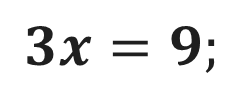 3x = 9;